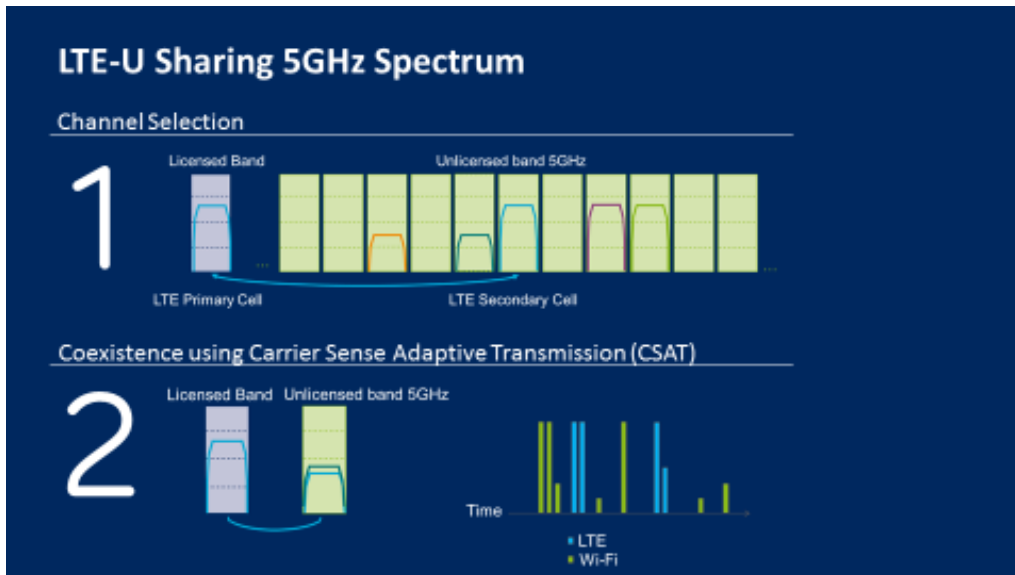 LTE-U Sharing 5GHz Spectrum
Channel Selection
1
Licensed Band
Unlicensed band 5GHz
...
...
LTE Primary Cell
LTE Secondary Cell
Coexistence using Carrier Sense Adaptive Transmission (CSAT)
2
Licensed Band
Unlicensed band 5GHz
Time
LTE
Wi-Fi